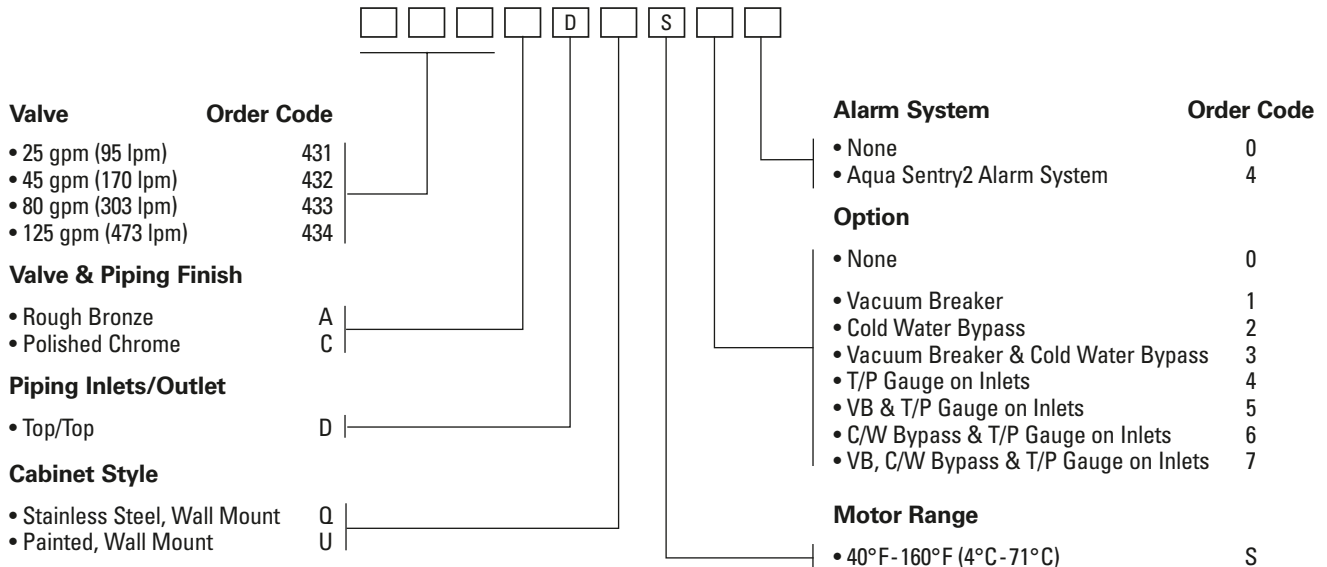 D S
Valve Order Code
• 25 gpm (95 lpm) 431
• 45 gpm (170 lpm) 432
• 80 gpm (303 lpm) 433
• 125 gpm (473 lpm) 434
Valve & Piping Finish
• Rough Bronze A
• Polished Chrome C
Piping Inlets/Outlet
• Top/Top D
Cabinet Style
• Stainless Steel, Wall Mount Q
• Painted, Wall Mount U
Alarm System Order Code
• None 0
• Aqua Sentry2 Alarm System 4
Option
• None 0
• Vacuum Breaker 1
• Cold Water Bypass 2
• Vacuum Breaker & Cold Water Bypass 3
• T/P Gauge on Inlets 4
• VB & T/P Gauge on Inlets 5
• C/W Bypass & T/P Gauge on Inlets 6
• VB, C/W Bypass & T/P Gauge on Inlets 7
Motor Range
• 40°F-160°F (4°C-71°C) S